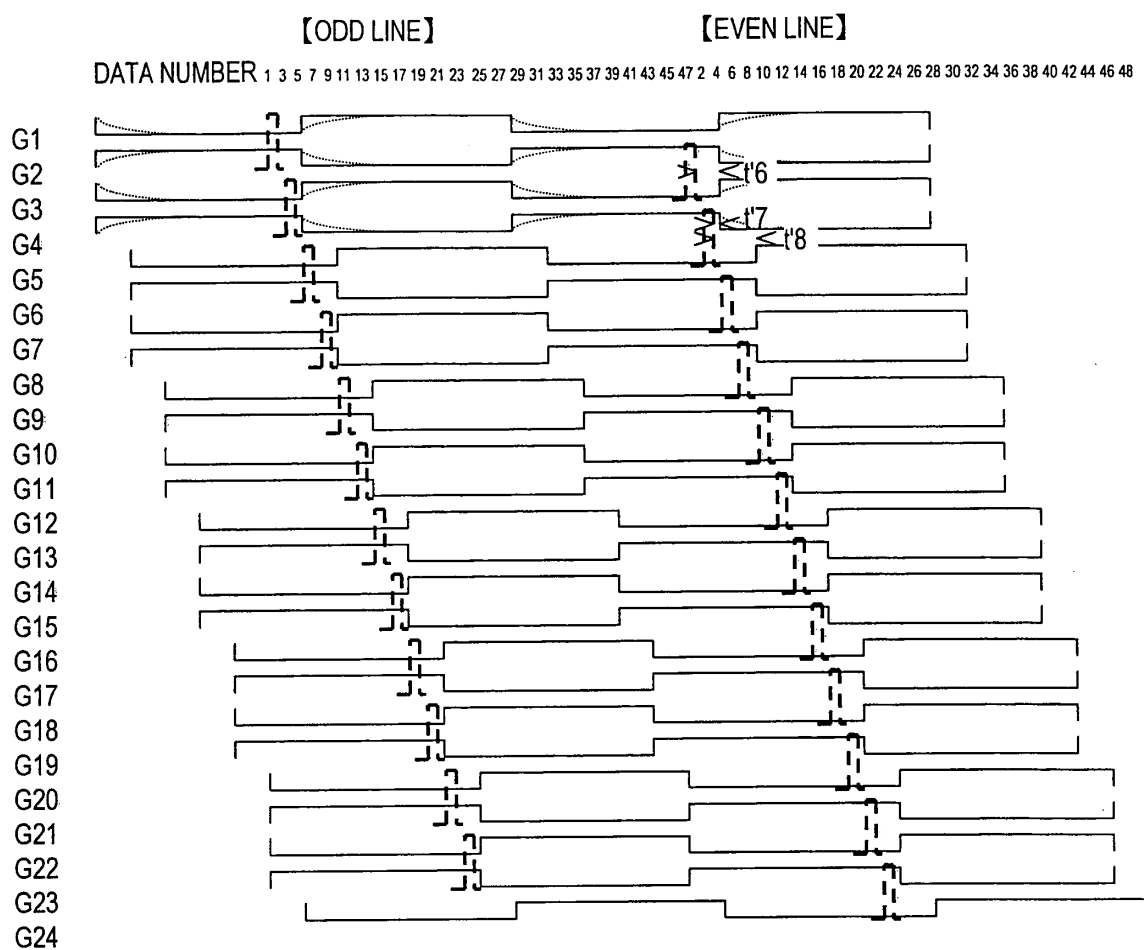 【ODD LINE】 【EVEN LINE】
DATA NUMBER 1 3 5 7 9 11 13 15 17 19 21 23 25 27 29 31 33 35 37 39 41 43 45 47 2 4 6 8 10 12 14 16 18 20 22 24 26 28 30 32 34 36 38 40 42 44 46 48
G1
G2
t'6
G3
t'7
G4
t'8
G5
G6
G7
G8
G9
G10
G11
G12
G13
G14
G15
G16
G17
G18
G19
G20
G21
G22
G23
G24